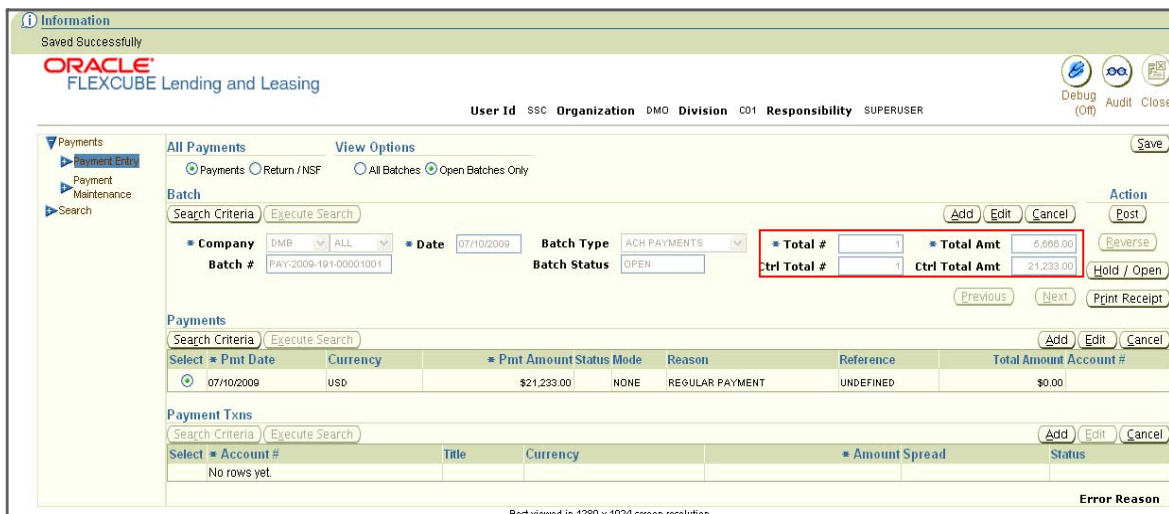 Information
Saved Successfully
ORACLE
FLEXCUBE Lending and Leasing
Debug (Off)
Audit
Close
User Id SSC Organization DMO Division C01 Responsibility SUPERUSER
Payments
Payment Entry
Payment Maintenance
Search
All Payments View Options Save
Payments Return / NSF All Batches Open Batches Only
Batch Action
Search Criteria Execute Search Add Edit Cancel Post
* Company DMB ALL * Date 07/10/2009 Batch Type ACH PAYMENTS * Total # 1 * Total Amt 5,666.00 Reverse
Batch # PAY-2009-191-00001001 Batch Status OPEN Ctrl Total # 1 Ctrl Total Amt 21,233.00 Hold / Open
Previous Next Print Receipt
Payments
Search Criteria Execute Search Add Edit Cancel
Select * Pmt Date Currency * Pmt Amount Status Mode Reason Reference Total Amount Account #
07/10/2009 USD $21,233.00 NONE REGULAR PAYMENT UNDEFINED $0.00
Payment Txns
Search Criteria Execute Search Add Edit Cancel
Select * Account # Title Currency * Amount Spread Status
No rows yet.
Error Reason
Best viewed in 1280 x 1024 screen resolution